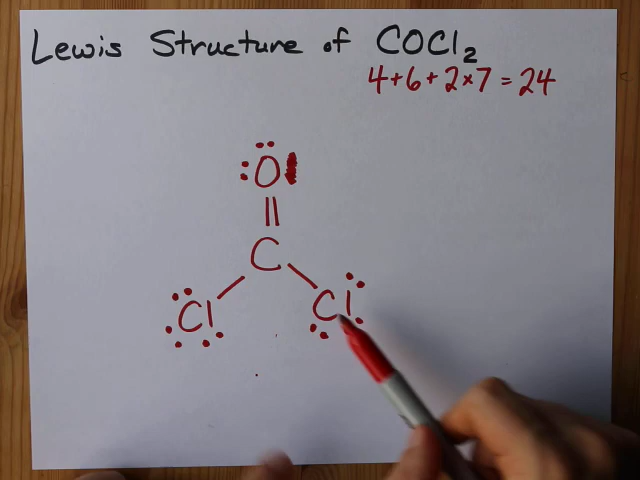 Lewis Structure of COCl₂
4+6+2×7=24
O
C
Cl Cl